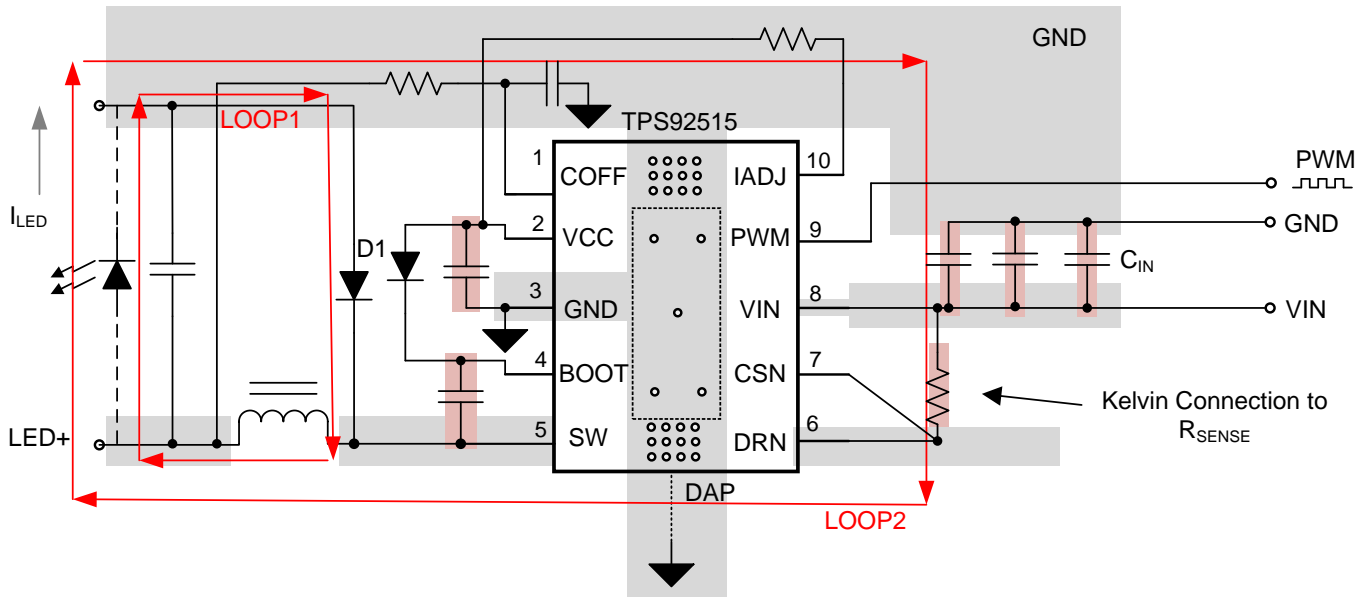 GND
LOOP1
TPS92515
1
COFF
IADJ
10
PWM
I_LED
2
VCC
PWM
9
GND
D1
C_IN
3
GND
VIN
8
VIN
4
BOOT
CSN
7
Kelvin Connection to
R_SENSE
LED+
5
SW
DRN
6
DAP
LOOP2